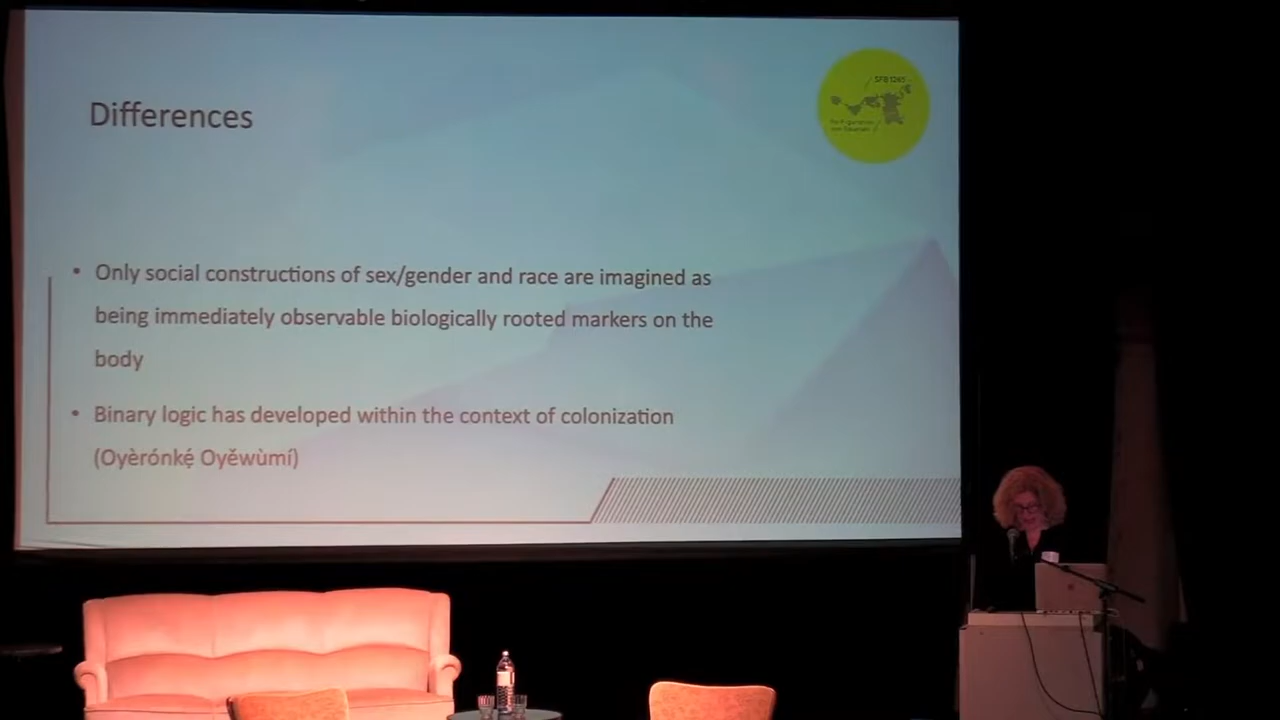 SFB 1265
Differences
• Only social constructions of sex/gender and race are imagined as
being immediately observable biologically rooted markers on the
body
• Binary logic has developed within the context of colonization
(Oyèrónkẹ́ Oyěwùmí)